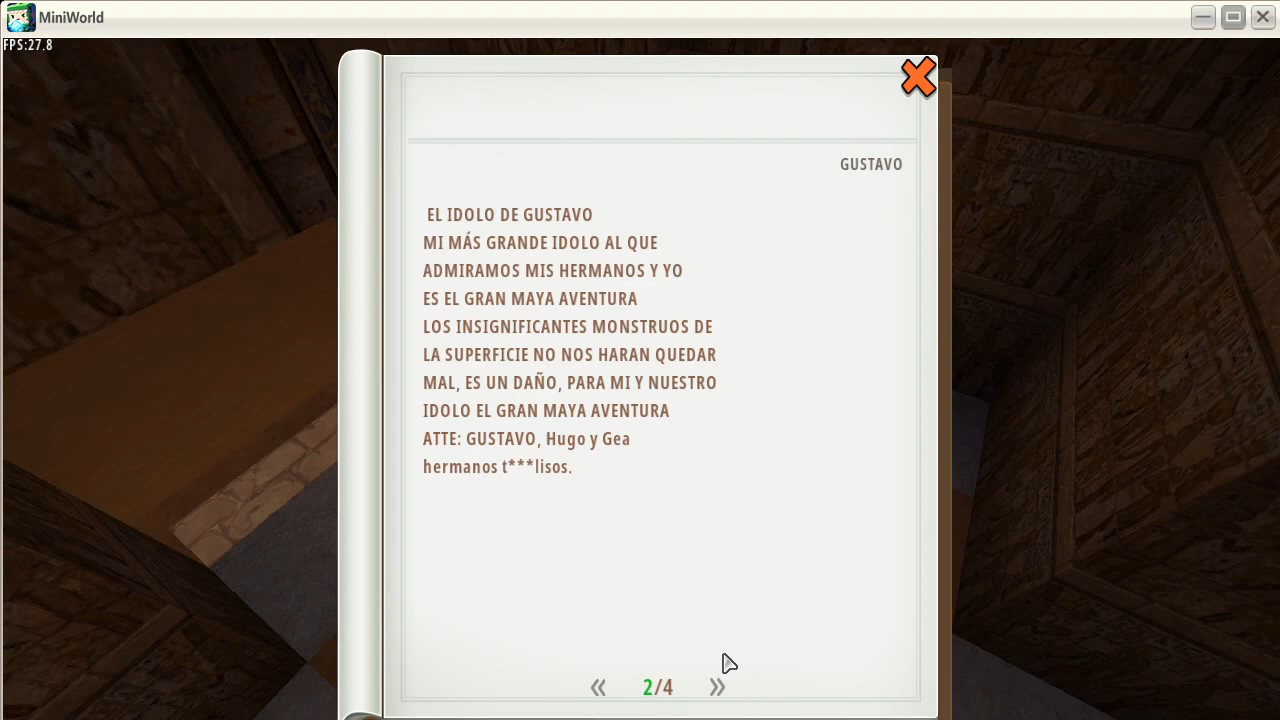 MiniWorld
FPS:27.8
GUSTAVO
EL IDOLO DE GUSTAVO
MI MÁS GRANDE IDOLO AL QUE
ADMIRAMOS MIS HERMANOS Y YO
ES EL GRAN MAYA AVENTURA
LOS INSIGNIFICANTES MONSTRUOS DE
LA SUPERFICIE NO NOS HARAN QUEDAR
MAL, ES UN DAÑO, PARA MI Y NUESTRO
IDOLO EL GRAN MAYA AVENTURA
ATTE: GUSTAVO, Hugo y Gea
hermanos t***lisos.
2/4